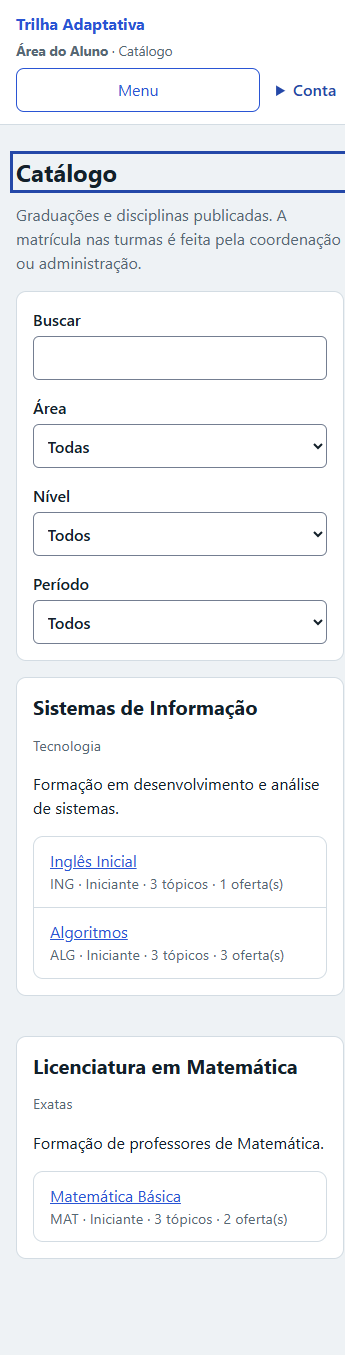 Trilha Adaptativa
Área do Aluno · Catálogo
Menu
▶ Conta
Catálogo
Graduações e disciplinas publicadas. A
matrícula nas turmas é feita pela coordenação
ou administração.
Buscar
Área
Todas
Nível
Todos
Período
Todos
Sistemas de Informação
Tecnologia
Formação em desenvolvimento e análise
de sistemas.
Inglês Inicial
ING · Iniciante · 3 tópicos · 1 oferta(s)
Algoritmos
ALG · Iniciante · 3 tópicos · 3 oferta(s)
Licenciatura em Matemática
Exatas
Formação de professores de Matemática.
Matemática Básica
MAT · Iniciante · 3 tópicos · 2 oferta(s)